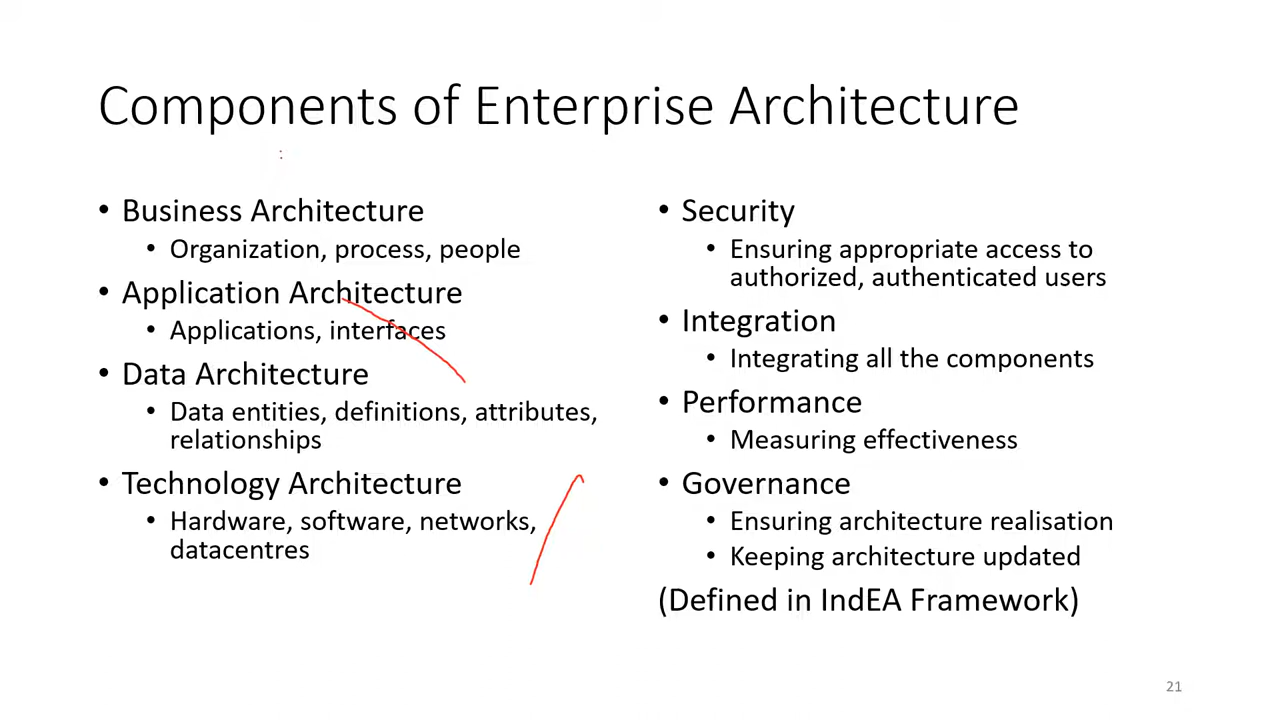 Components of Enterprise Architecture
• Business Architecture
• Organization, process, people
• Application Architecture
• Applications, interfaces
• Data Architecture
• Data entities, definitions, attributes,
relationships
• Technology Architecture
• Hardware, software, networks,
datacentres
• Security
• Ensuring appropriate access to
authorized, authenticated users
• Integration
• Integrating all the components
• Performance
• Measuring effectiveness
• Governance
• Ensuring architecture realisation
• Keeping architecture updated
(Defined in IndEA Framework)
21